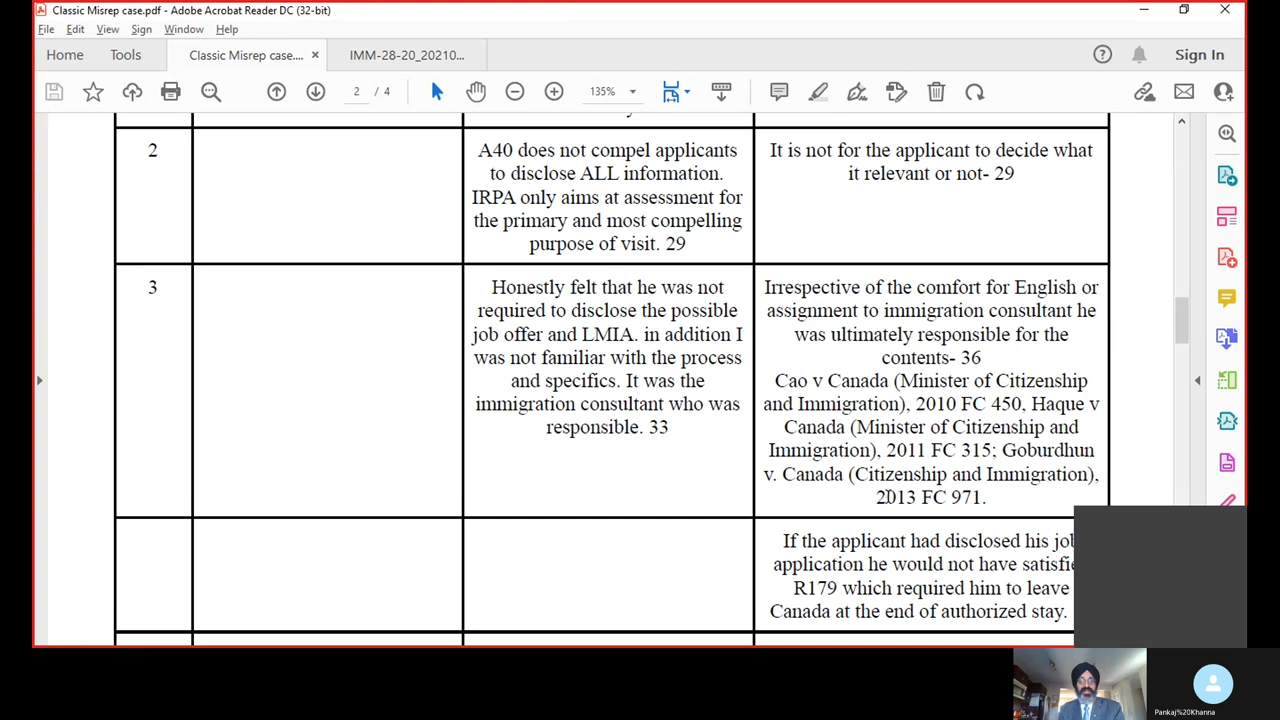 Classic Misrep case.pdf - Adobe Acrobat Reader DC (32-bit)
File Edit View Sign Window Help
Home Tools Classic Misrep case.... × IMM-28-20_20210... Sign In
2 / 4 135%
2
A40 does not compel applicants
to disclose ALL information.
IRPA only aims at assessment for
the primary and most compelling
purpose of visit. 29
It is not for the applicant to decide what
it relevant or not- 29
3
Honestly felt that he was not
required to disclose the possible
job offer and LMIA. in addition I
was not familiar with the process
and specifics. It was the
immigration consultant who was
responsible. 33
Irrespective of the comfort for English or
assignment to immigration consultant he
was ultimately responsible for the
contents- 36
Cao v Canada (Minister of Citizenship
and Immigration), 2010 FC 450, Haque v
Canada (Minister of Citizenship and
Immigration), 2011 FC 315; Goburdhun
v. Canada (Citizenship and Immigration),
2013 FC 971.
If the applicant had disclosed his job
application he would not have satisfie
R179 which required him to leave
Canada at the end of authorized stay.
Pankaj%20Khanna